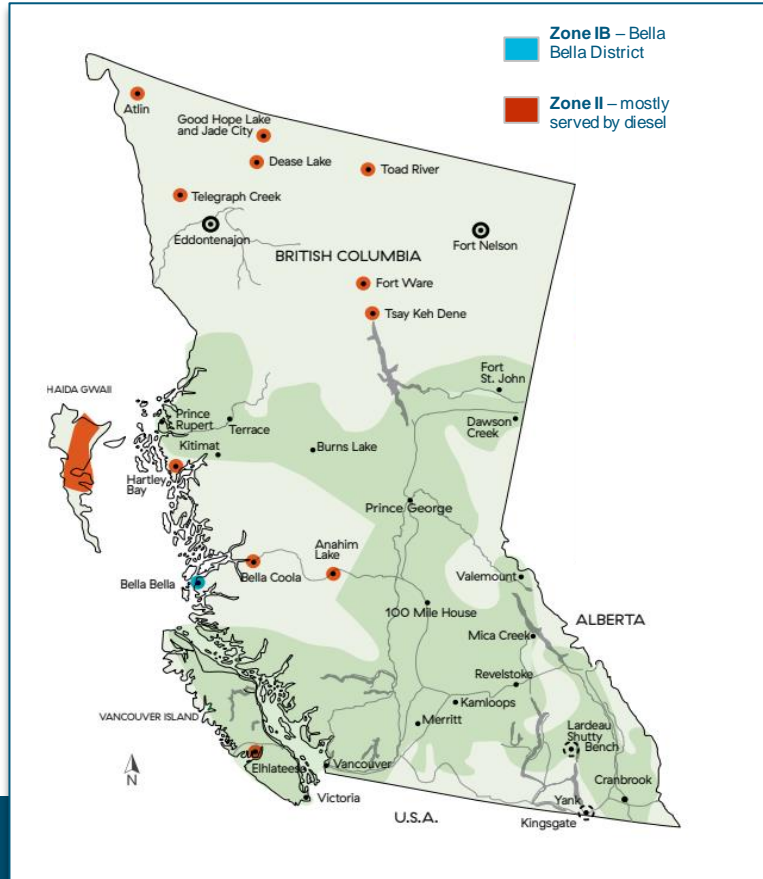 Zone IB – Bella
Bella District
Zone II – mostly
served by diesel
Atlin
Good Hope Lake
and Jade City
Dease Lake
Toad River
Telegraph Creek
Eddontenajon
Fort Nelson
BRITISH COLUMBIA
Fort Ware
Tsay Keh Dene
Fort
St. John
HAIDA GWAII
Prince
Rupert
Terrace
Dawson
Creek
Kitimat
Burns Lake
Hartley
Bay
Prince George
Anahim
Lake
Bella Coola
Bella Bella
Valemount
100 Mile House
ALBERTA
Mica Creek
Revelstoke
Kamloops
VANCOUVER ISLAND
Merritt
Lardeau
Shutty
Bench
Elhlateese
Vancouver
Cranbrook
N
Victoria
Yank
U.S.A.
Kingsgate